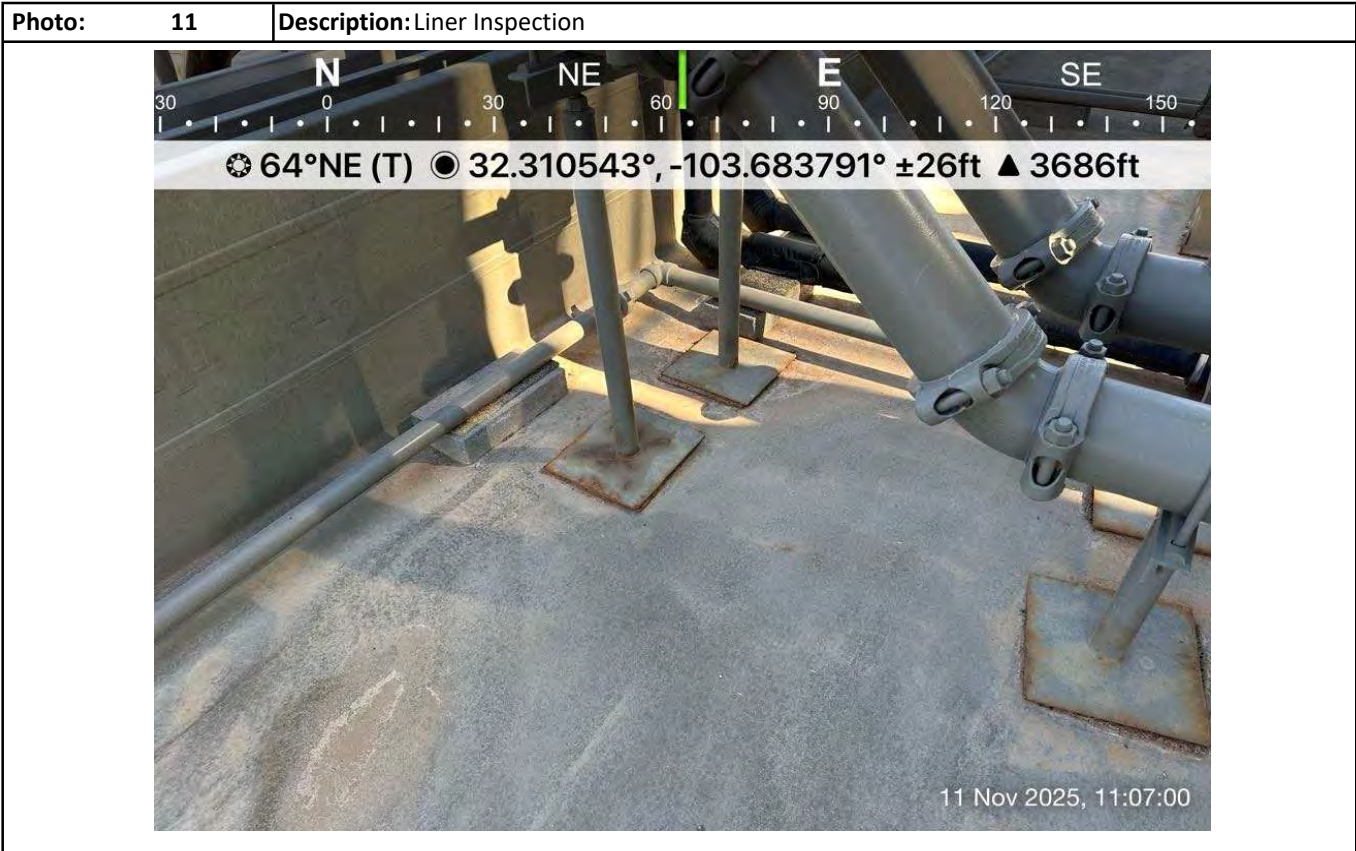 Photo: 11 Description: Liner Inspection
N NE E SE
30 0 30 60 90 120 150
64°NE (T) 32.310543°, -103.683791° ±26ft ▲ 3686ft
11 Nov 2025, 11:07:00